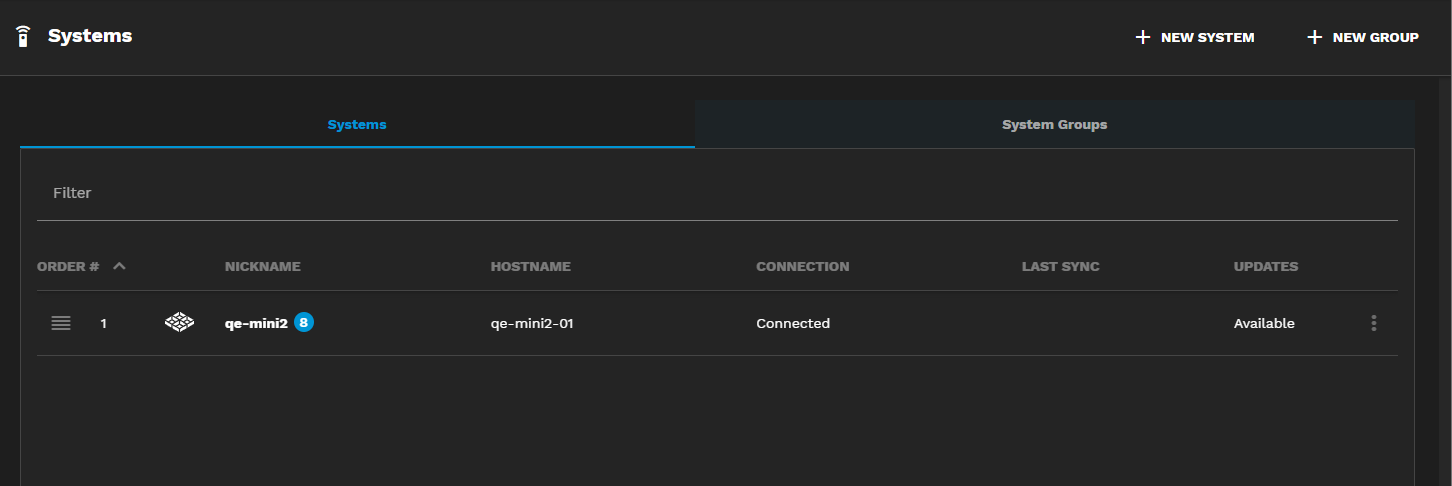 Systems
NEW SYSTEM NEW GROUP
Systems System Groups
Filter
ORDER # NICKNAME HOSTNAME CONNECTION LAST SYNC UPDATES
1 qe-mini2 8 qe-mini2-01 Connected Available